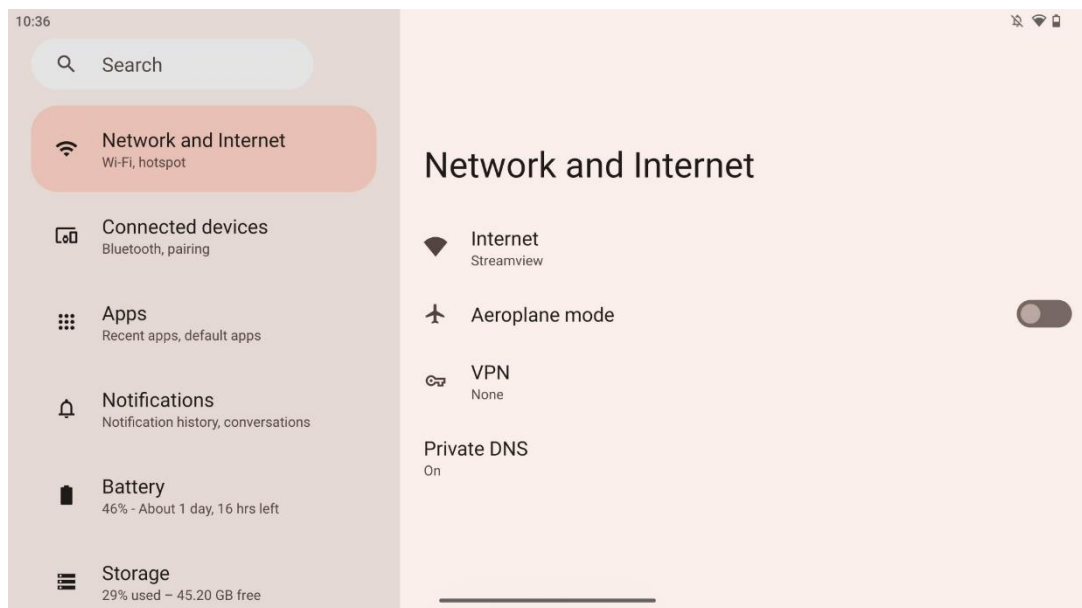 10:36
Search
Network and Internet
Wi-Fi, hotspot
Connected devices
Bluetooth, pairing
Apps
Recent apps, default apps
Notifications
Notification history, conversations
Battery
46% - About 1 day, 16 hrs left
Storage
29% used – 45.20 GB free
Network and Internet
Internet
Streamview
Aeroplane mode
VPN
None
Private DNS
On